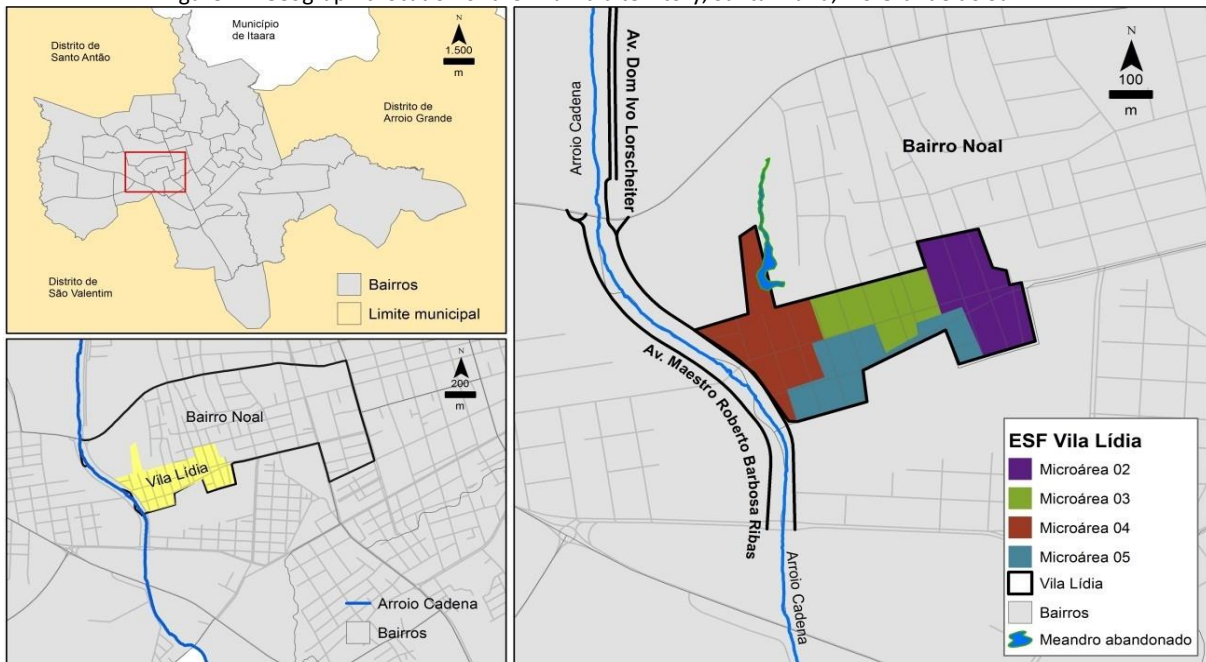 Município
de Itaara
Distrito de
Santo Antão
N
1.500
m
Distrito de
Arroio Grande
Distrito de
São Valentim
Bairros
Limite municipal
N
200
m
Bairro Noal
Vila Lídia
Arroio Cadena
Bairros
Arroio Cadena
Av. Dom Ivo Lorscheiter
N
100
m
Bairro Noal
Av. Maestro Roberto Barbosa Ribas
Arroio Cadena
ESF Vila Lídia
Microárea 02
Microárea 03
Microárea 04
Microárea 05
Vila Lídia
Bairros
Meandro abandonado